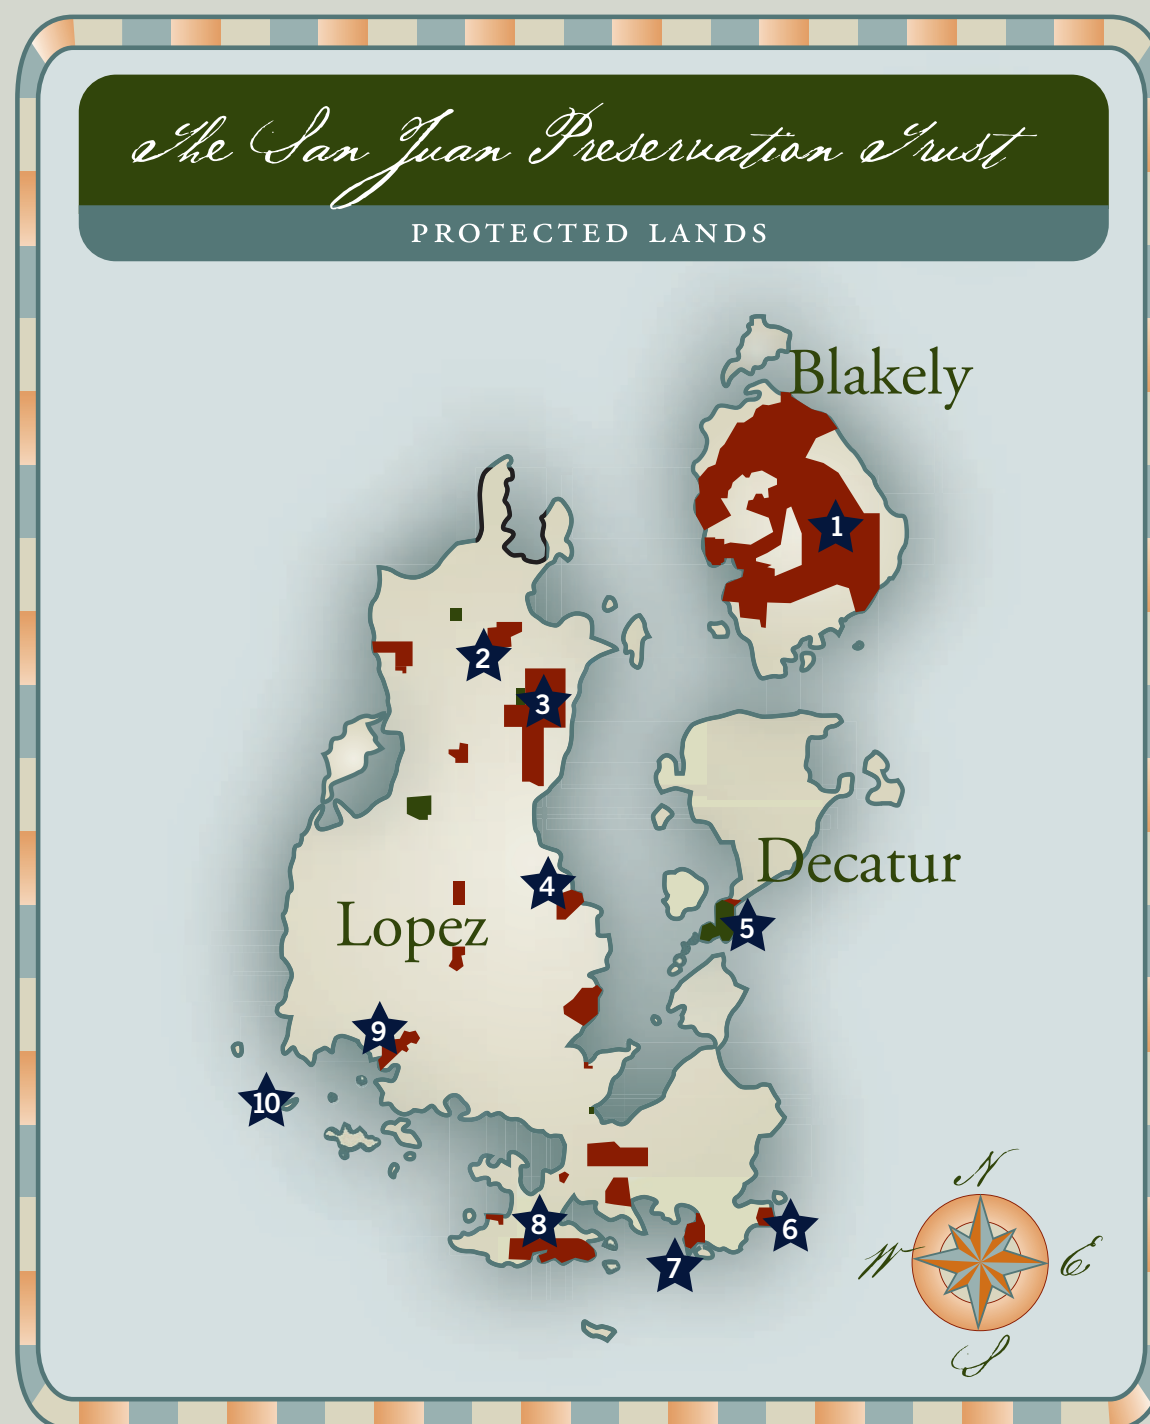 The San Juan Preservation Trust
PROTECTED LANDS
Blakely
1
2
3
Decatur
4
Lopez
5
9
10
N
8
6
7
W
E
S